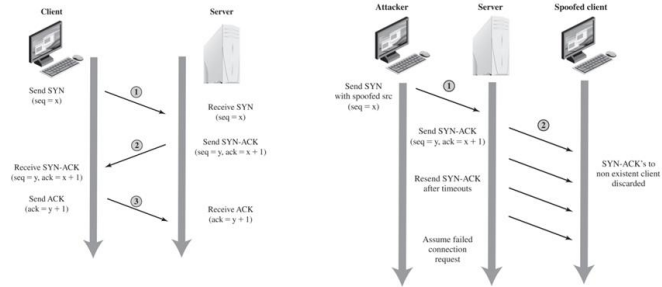 Client
Server
Send SYN
(seq = x)
1
Receive SYN
(seq = x)
2
Send SYN-ACK
(seq = y, ack = x + 1)
Receive SYN-ACK
(seq = y, ack = x + 1)
Send ACK
(ack = y + 1)
3
Receive ACK
(ack = y + 1)
Attacker
Server
Spoofed client
Send SYN
with spoofed src
(seq = x)
1
Send SYN-ACK
(seq = y, ack = x + 1)
2
SYN-ACK's to
non existent client
discarded
Resend SYN-ACK
after timeouts
Assume failed
connection
request